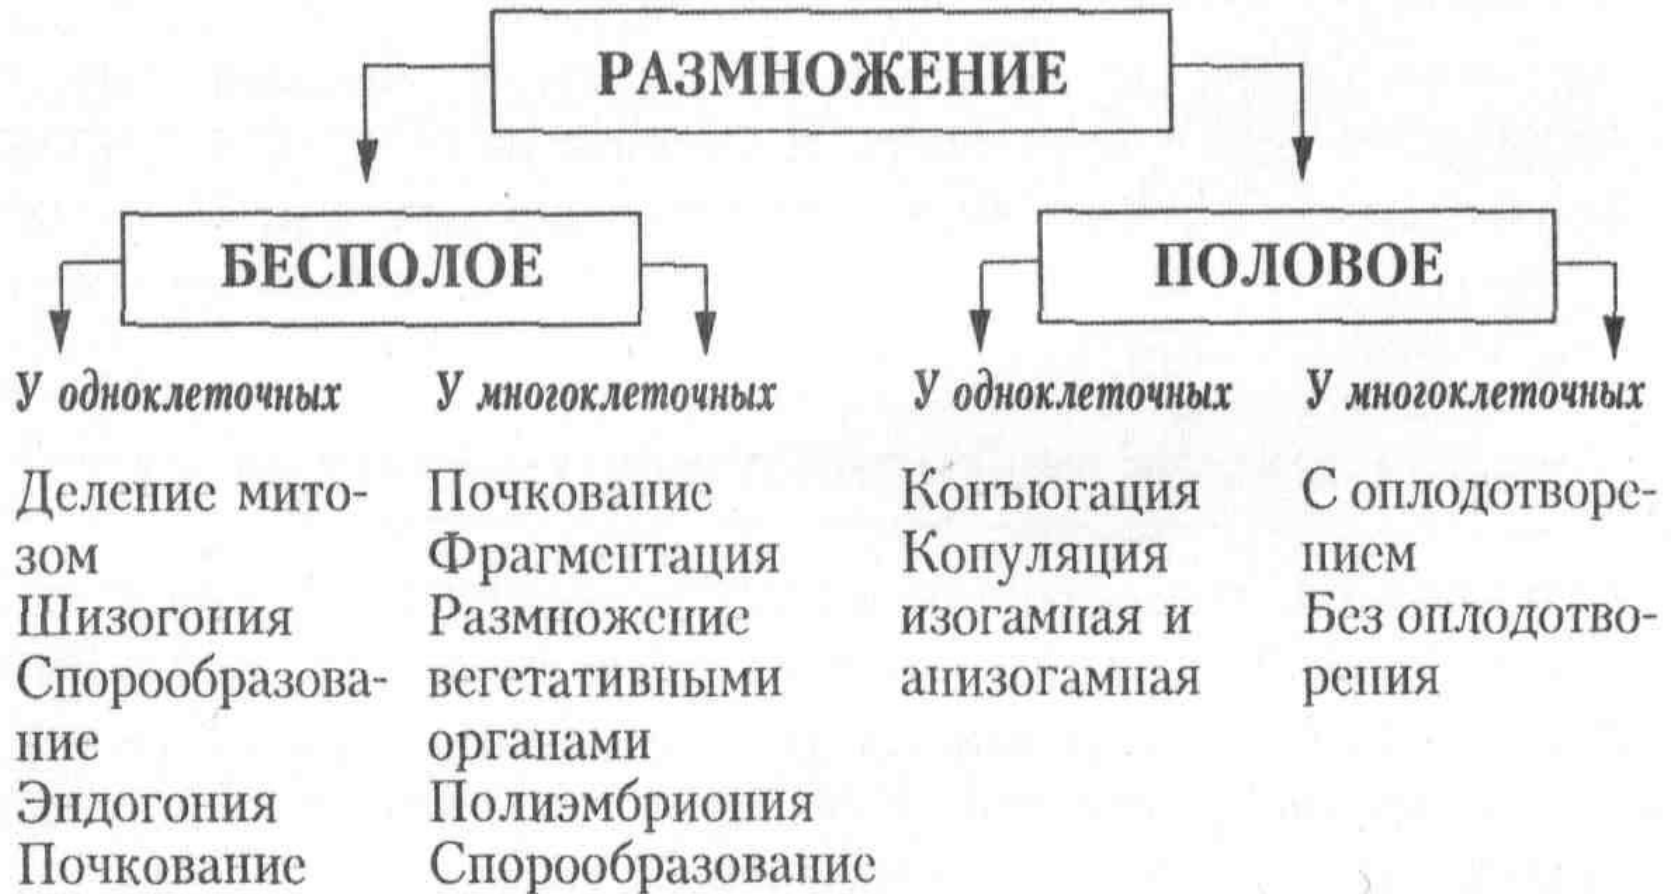 РАЗМНОЖЕНИЕ
БЕСПОЛОЕ
ПОЛОВОЕ
У одноклеточных
У многоклеточных
У одноклеточных
У многоклеточных
Деление мито-
зом
Шизогония
Спорообразова-
ние
Эндогония
Почкование
Почкование
Фрагментация
Размножение
вегетативными
органами
Полиэмбриония
Спорообразование
Конъюгация
Копуляция
изогамная и
анизогамная
С оплодотворе-
нием
Без оплодотво-
рения